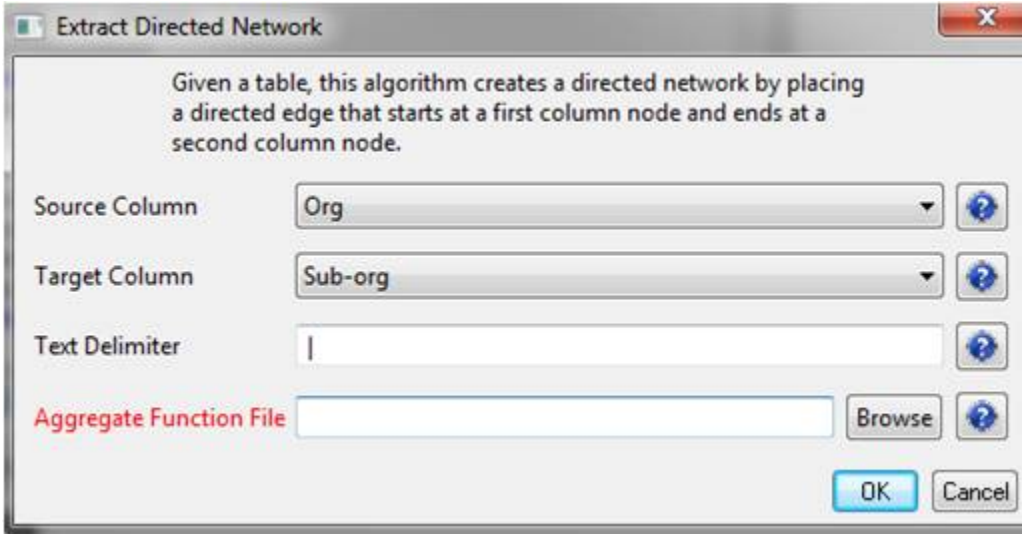 Extract Directed Network
Given a table, this algorithm creates a directed network by placing
a directed edge that starts at a first column node and ends at a
second column node.
Source Column Org
Target Column Sub-org
Text Delimiter |
Aggregate Function File Browse
OK Cancel